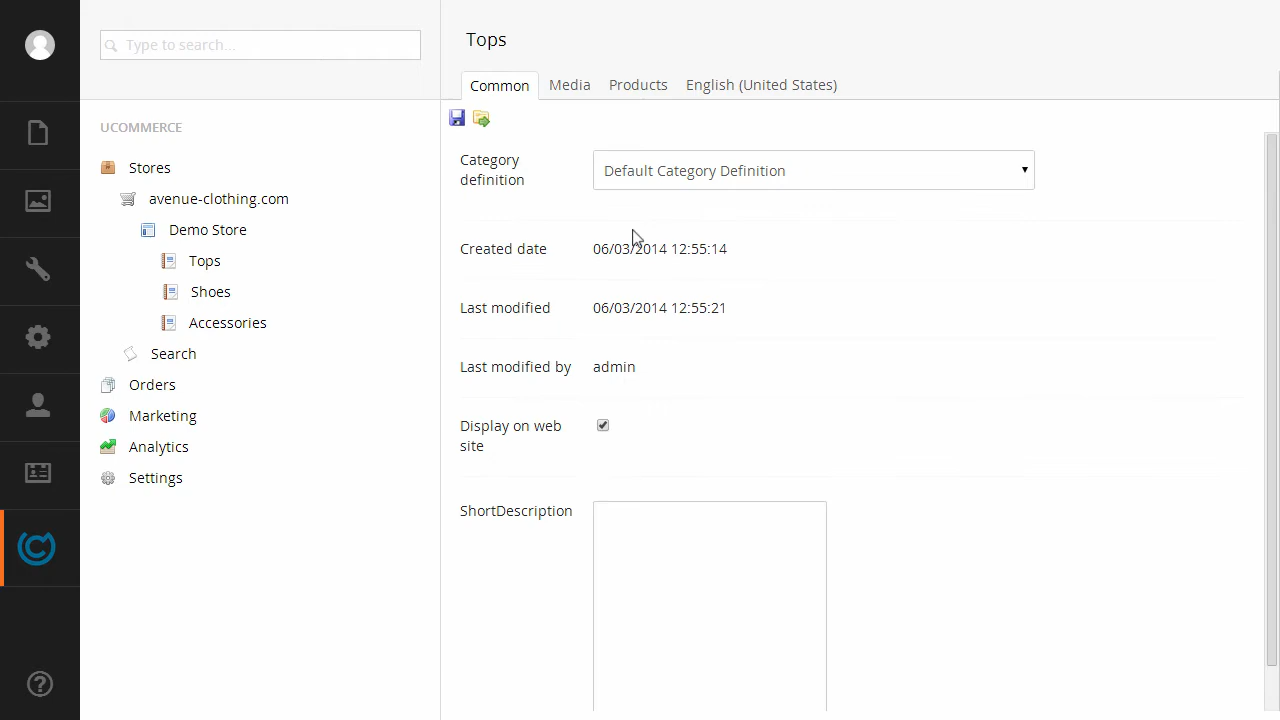 Type to search...
UCOMMERCE
Stores
avenue-clothing.com
Demo Store
Tops
Shoes
Accessories
Search
Orders
Marketing
Analytics
Settings
Tops
Common Media Products English (United States)
Category
definition
Default Category Definition
Created date 06/03/2014 12:55:14
Last modified 06/03/2014 12:55:21
Last modified by admin
Display on web
site
ShortDescription